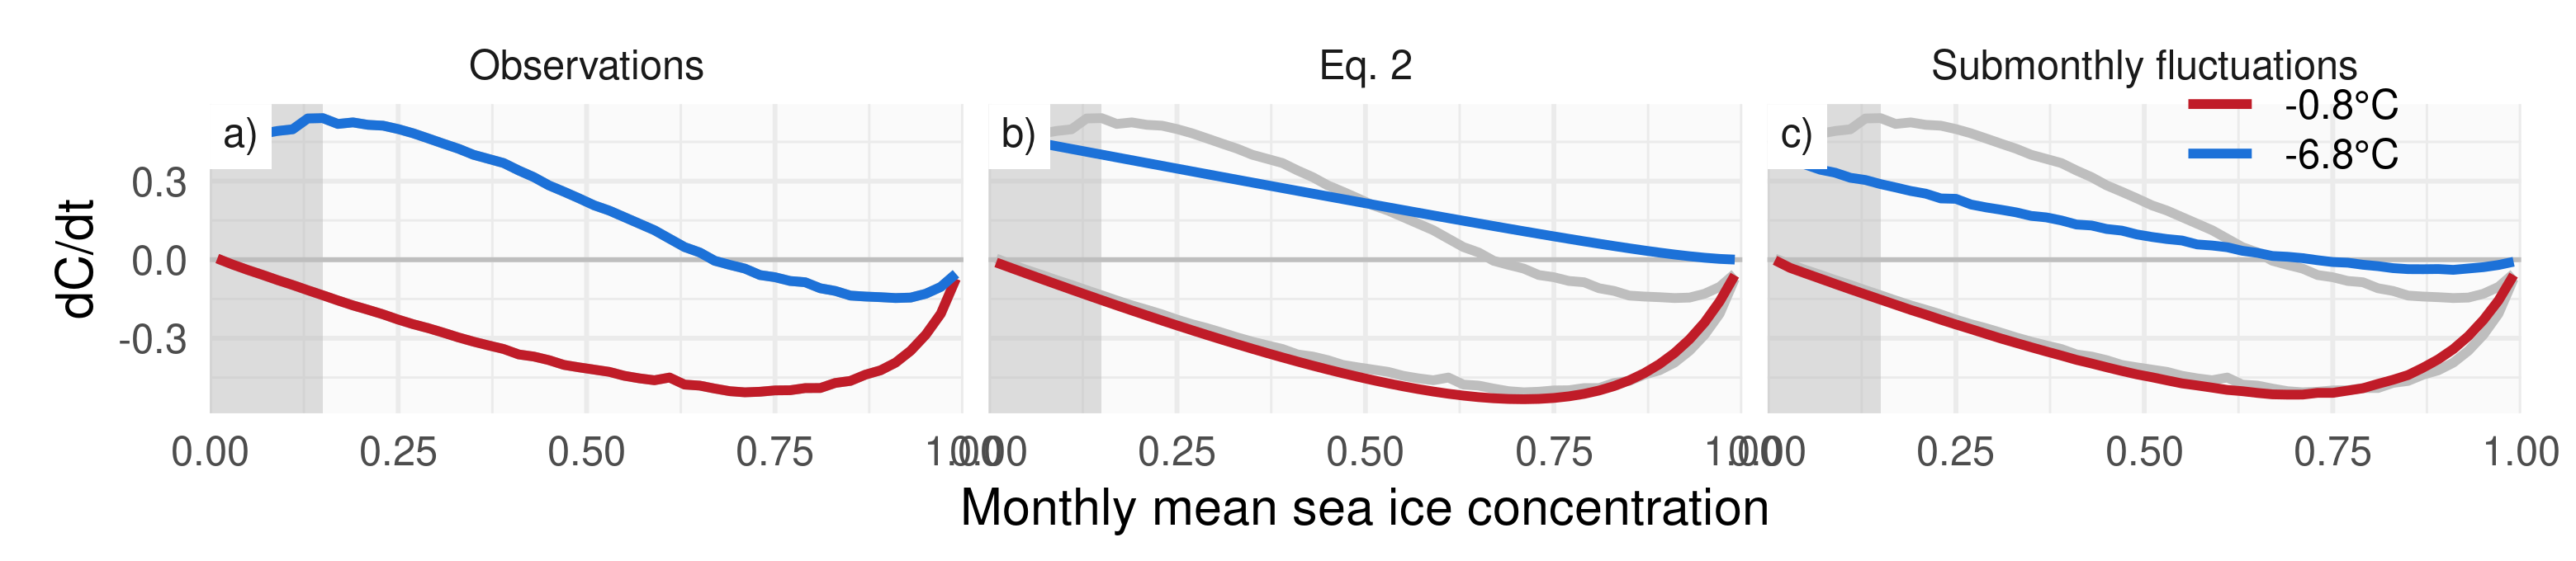 Observations
Eq. 2
Submonthly fluctuations
a)
b)
c)
-0.8°C
-6.8°C
dC/dt
0.3
0.0
-0.3
0.00 0.25 0.50 0.75 1.00
0.00 0.25 0.50 0.75 1.00
0.00 0.25 0.50 0.75 1.00
Monthly mean sea ice concentration